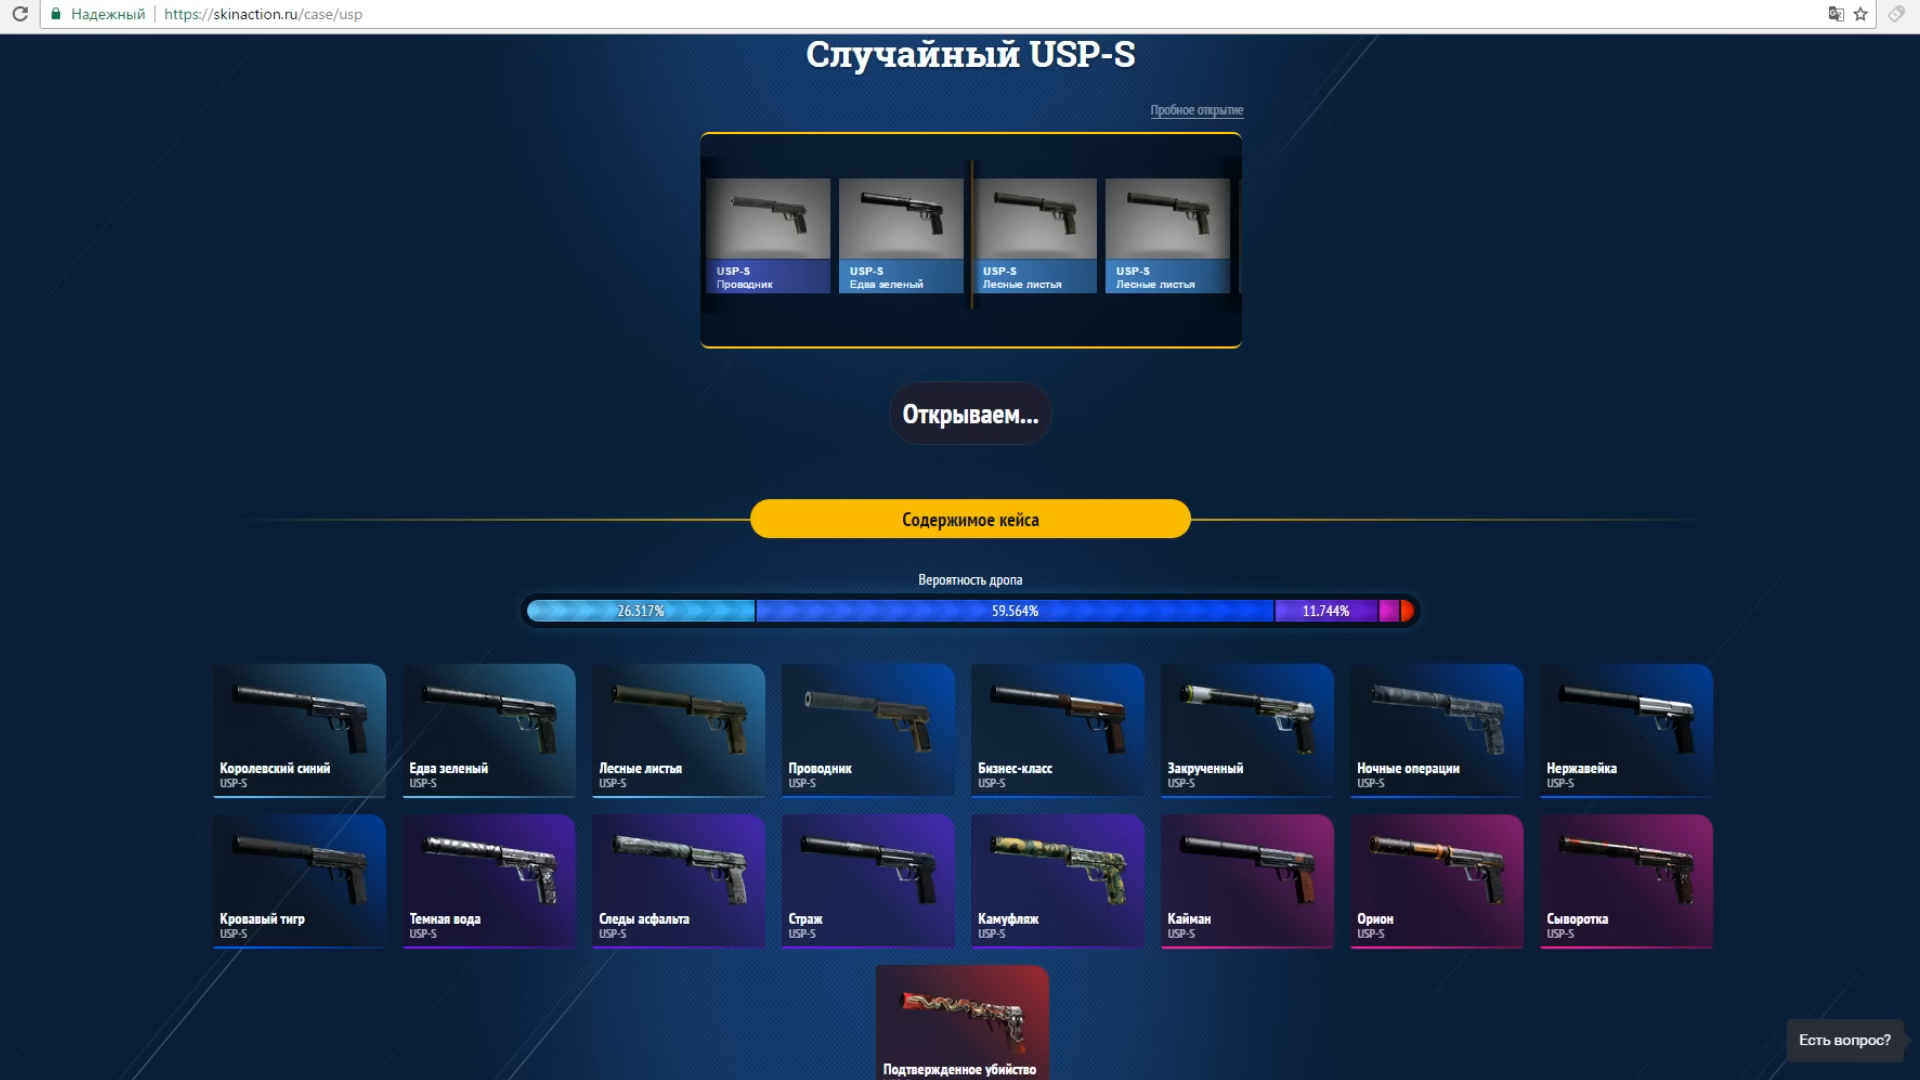 Надежный https://skinaction.ru/case/usp
Случайный USP-S
Пробное открытие
USP-S USP-S USP-S USP-S
Проводник Едва зеленый Лесные листья Лесные листья
Открываем...
Содержимое кейса
Вероятность дропа
26.317% 59.564% 11.744%
Королевский синий Едва зеленый Лесные листья Проводник Бизнес-класс Закрученный Ночные операции Нержавейка
USP-S USP-S USP-S USP-S USP-S USP-S USP-S USP-S
Кровавый тигр Темная вода Следы асфальта Страж Камуфляж Кайман Орион Сыворотка
USP-S USP-S USP-S USP-S USP-S USP-S USP-S USP-S
Подтвержденное убийство
Есть вопрос?